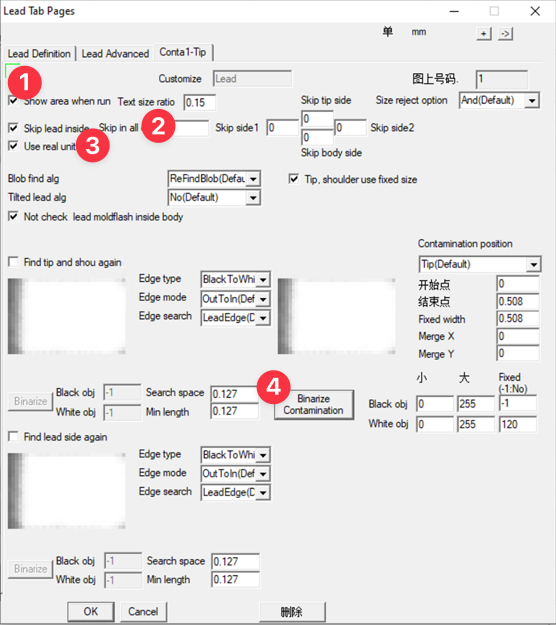 Lead Tab Pages
单 mm + ->
Lead Definition Lead Advanced Conta1-Tip
Customize Lead 图上号码. 1
1
Show area when run Text size ratio 0.15 Skip tip side Size reject option And(Default)
0
Skip lead inside Skip in all 2 Skip side1 0 0 Skip side2
0
Use real unit 3 Skip body side
Blob find alg ReFindBlob(Defau Tip, shoulder use fixed size
Tilted lead alg No(Default)
Not check lead moldflash inside body
Contamination position
Find tip and shou again Tip(Default)
Edge type BlackToWhi 开始点 0
Edge mode OutToIn(Def 结束点 0.508
Edge search LeadEdge(D Fixed width 0.508
Merge X 0
Merge Y 0
小 大 Fixed
(-1:No)
4
Binarize Black obj -1 Search space 0.127 Binarize
Contamination Black obj 0 255 -1
White obj -1 Min length 0.127 White obj 0 255 120
Find lead side again
Edge type BlackToWhi
Edge mode OutToIn(Def
Edge search LeadEdge(D
Binarize Black obj -1 Search space 0.127
White obj -1 Min length 0.127
OK Cancel 刪除